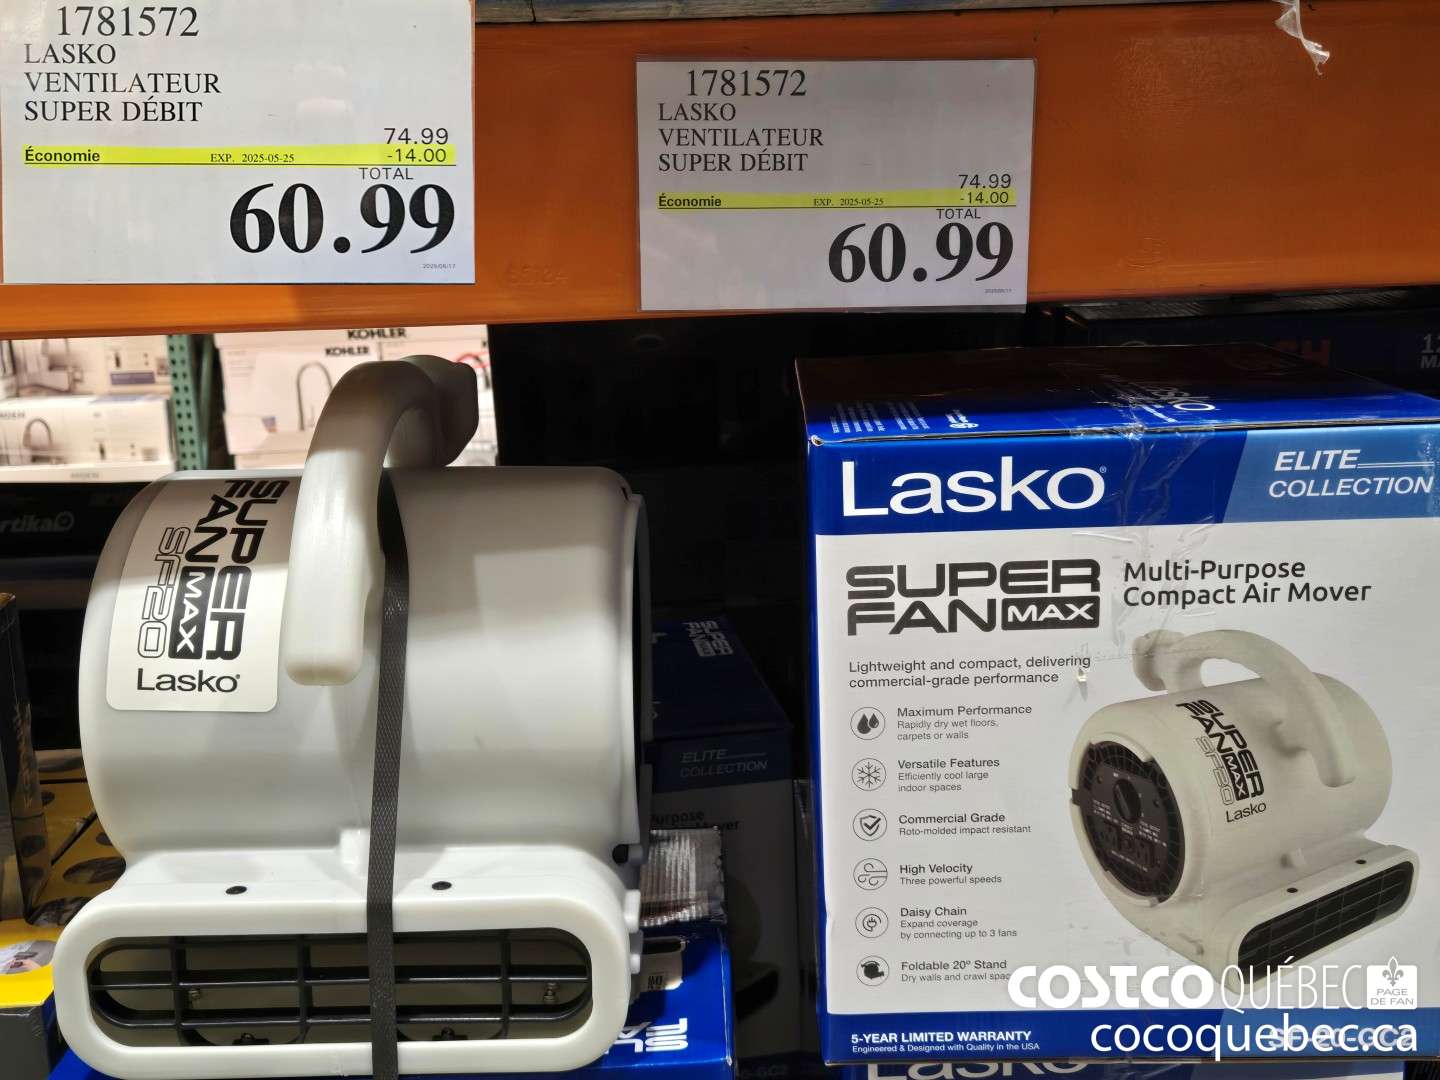 1781572
LASKO
VENTILATEUR
SUPER DÉBIT
74.99
Économie EXP. 2025-05-25 -14.00
TOTAL
60.99
1781572
LASKO
VENTILATEUR
SUPER DÉBIT
74.99
Économie EXP. 2025-05-25 -14.00
TOTAL
60.99
KOHLER
KOHLER
SUPER
FAN MAX
SF20
Lasko
ELITE
COLLECTION
Lasko
ELITE
COLLECTION
SUPER
FAN MAX
Multi-Purpose
Compact Air Mover
Lightweight and compact, delivering
commercial-grade performance
Maximum Performance
Rapidly dry wet floors,
carpets or walls
Versatile Features
Efficiently cool large
indoor spaces
Commercial Grade
Roto-molded impact resistant
High Velocity
Three powerful speeds
Daisy Chain
Expand coverage
by connecting up to 3 fans
Foldable 20° Stand
Dry walls and crawl
SUPER
FAN MAX
SF20
Lasko
5-YEAR LIMITED WARRANTY
Engineered & Designed with Quality in the USA
COSTCO QUÉBEC
PAGE
DE FAN
cocoquebec.ca
Lasko